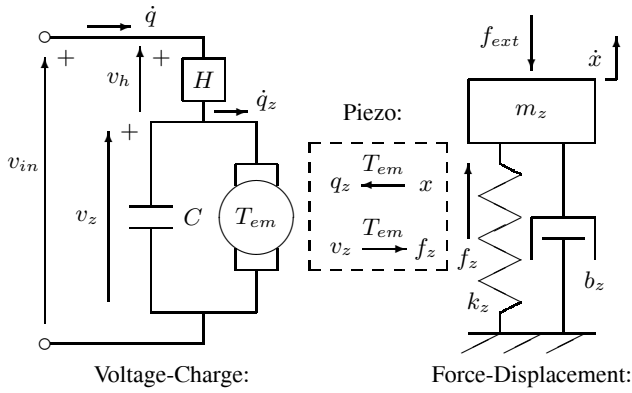 q̇
f_ext
ẋ
+
+
v_h
H
q̇_z
Piezo:
m_z
+
v_in
T_em
q_z
x
v_z
C
T_em
T_em
v_z
f_z
f_z
b_z
k_z
Voltage-Charge:
Force-Displacement: